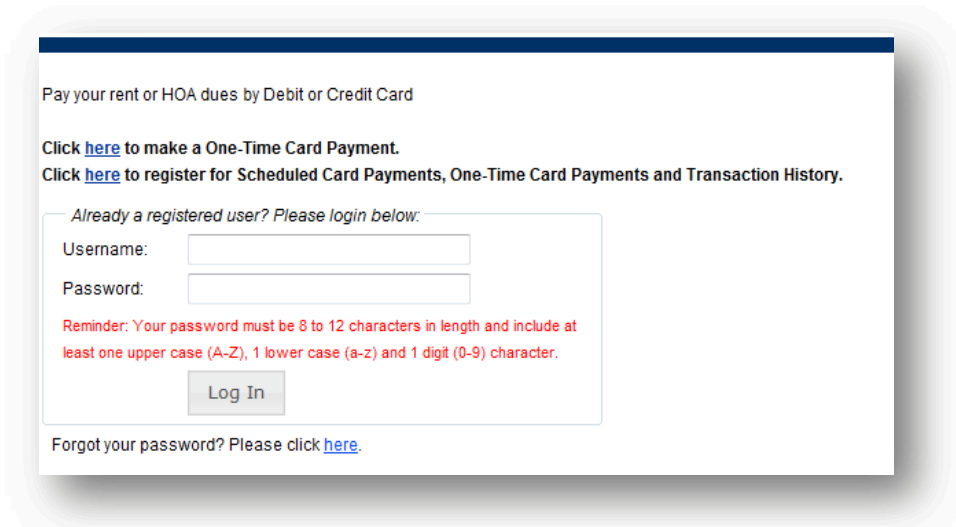 Pay your rent or HOA dues by Debit or Credit Card
Click here to make a One-Time Card Payment.
Click here to register for Scheduled Card Payments, One-Time Card Payments and Transaction History.
Already a registered user? Please login below:
Username:
Password:
Reminder: Your password must be 8 to 12 characters in length and include at
least one upper case (A-Z), 1 lower case (a-z) and 1 digit (0-9) character.
Log In
Forgot your password? Please click here.